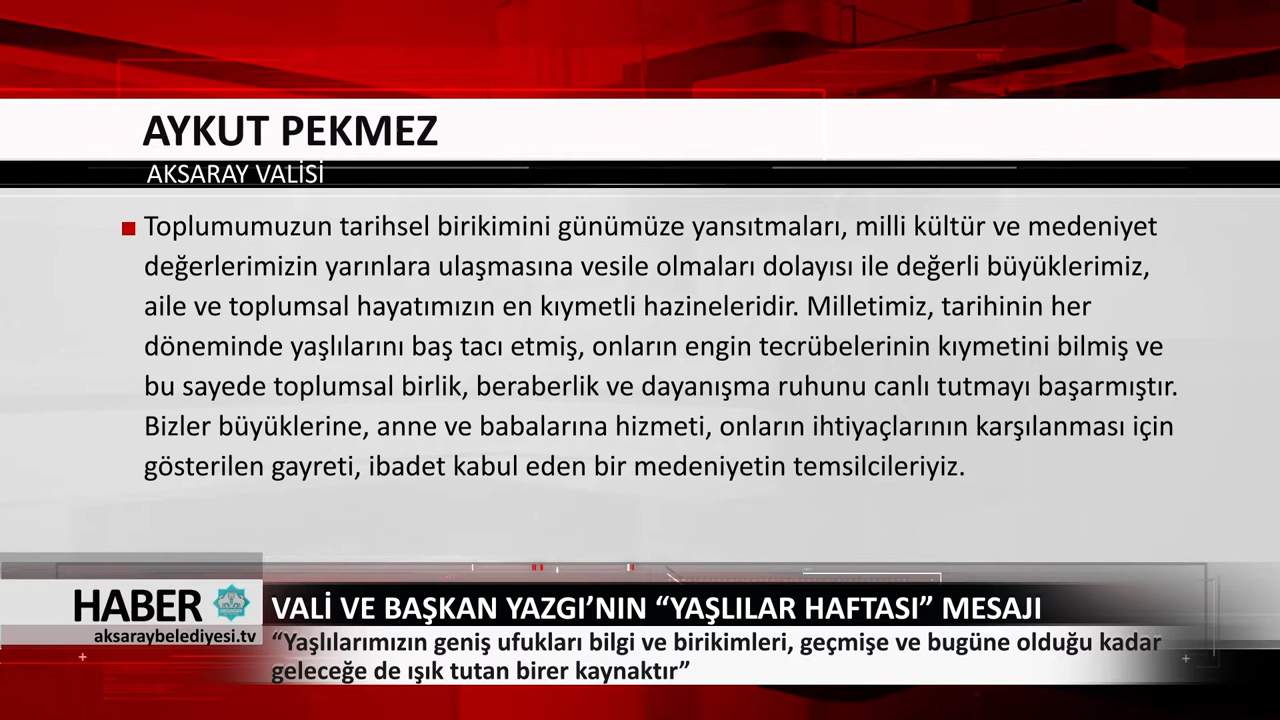 AYKUT PEKMEZ
AKSARAY VALİSİ
Toplumumuzun tarihsel birikimini günümüze yansıtmaları, milli kültür ve medeniyet
değerlerimizin yarınlara ulaşmasına vesile olmaları dolayısı ile değerli büyüklerimiz,
aile ve toplumsal hayatımızın en kıymetli hazineleridir. Milletimiz, tarihinin her
döneminde yaşlılarını baş tacı etmiş, onların engin tecrübelerinin kıymetini bilmiş ve
bu sayede toplumsal birlik, beraberlik ve dayanışma ruhunu canlı tutmayı başarmıştır.
Bizler büyüklerine, anne ve babalarına hizmeti, onların ihtiyaçlarının karşılanması için
gösterilen gayreti, ibadet kabul eden bir medeniyetin temsilcileriyiz.
HABER
aksaraybelediyesi.tv
VALİ VE BAŞKAN YAZGI’NIN “YAŞLILAR HAFTASI” MESAJI
“Yaşlılarımızın geniş ufukları bilgi ve birikimleri, geçmişe ve bugüne olduğu kadar
geleceğe de ışık tutan birer kaynaktır”